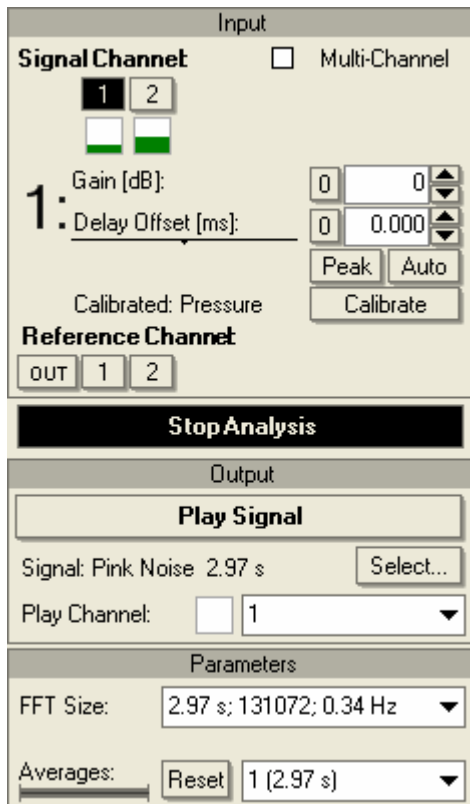 Input
Signal Channel: Multi-Channel
1 2
1:
Gain [dB]: 0 0
Delay Offset [ms]: 0 0.000
Peak Auto
Calibrated: Pressure Calibrate
Reference Channel:
OUT 1 2
Stop Analysis
Output
Play Signal
Signal: Pink Noise 2.97 s Select...
Play Channel: 1
Parameters
FFT Size: 2.97 s; 131072; 0.34 Hz
Averages: Reset 1 (2.97 s)